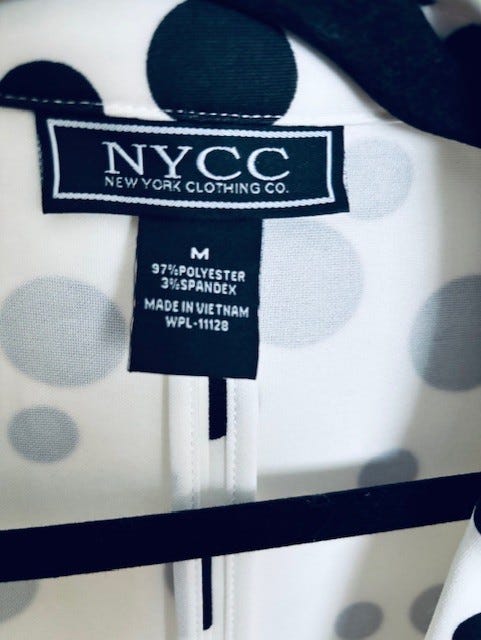 NYCC
NEW YORK CLOTHING CO.
M
97%POLYESTER
3%SPANDEX
MADE IN VIETNAM
WPL-11128